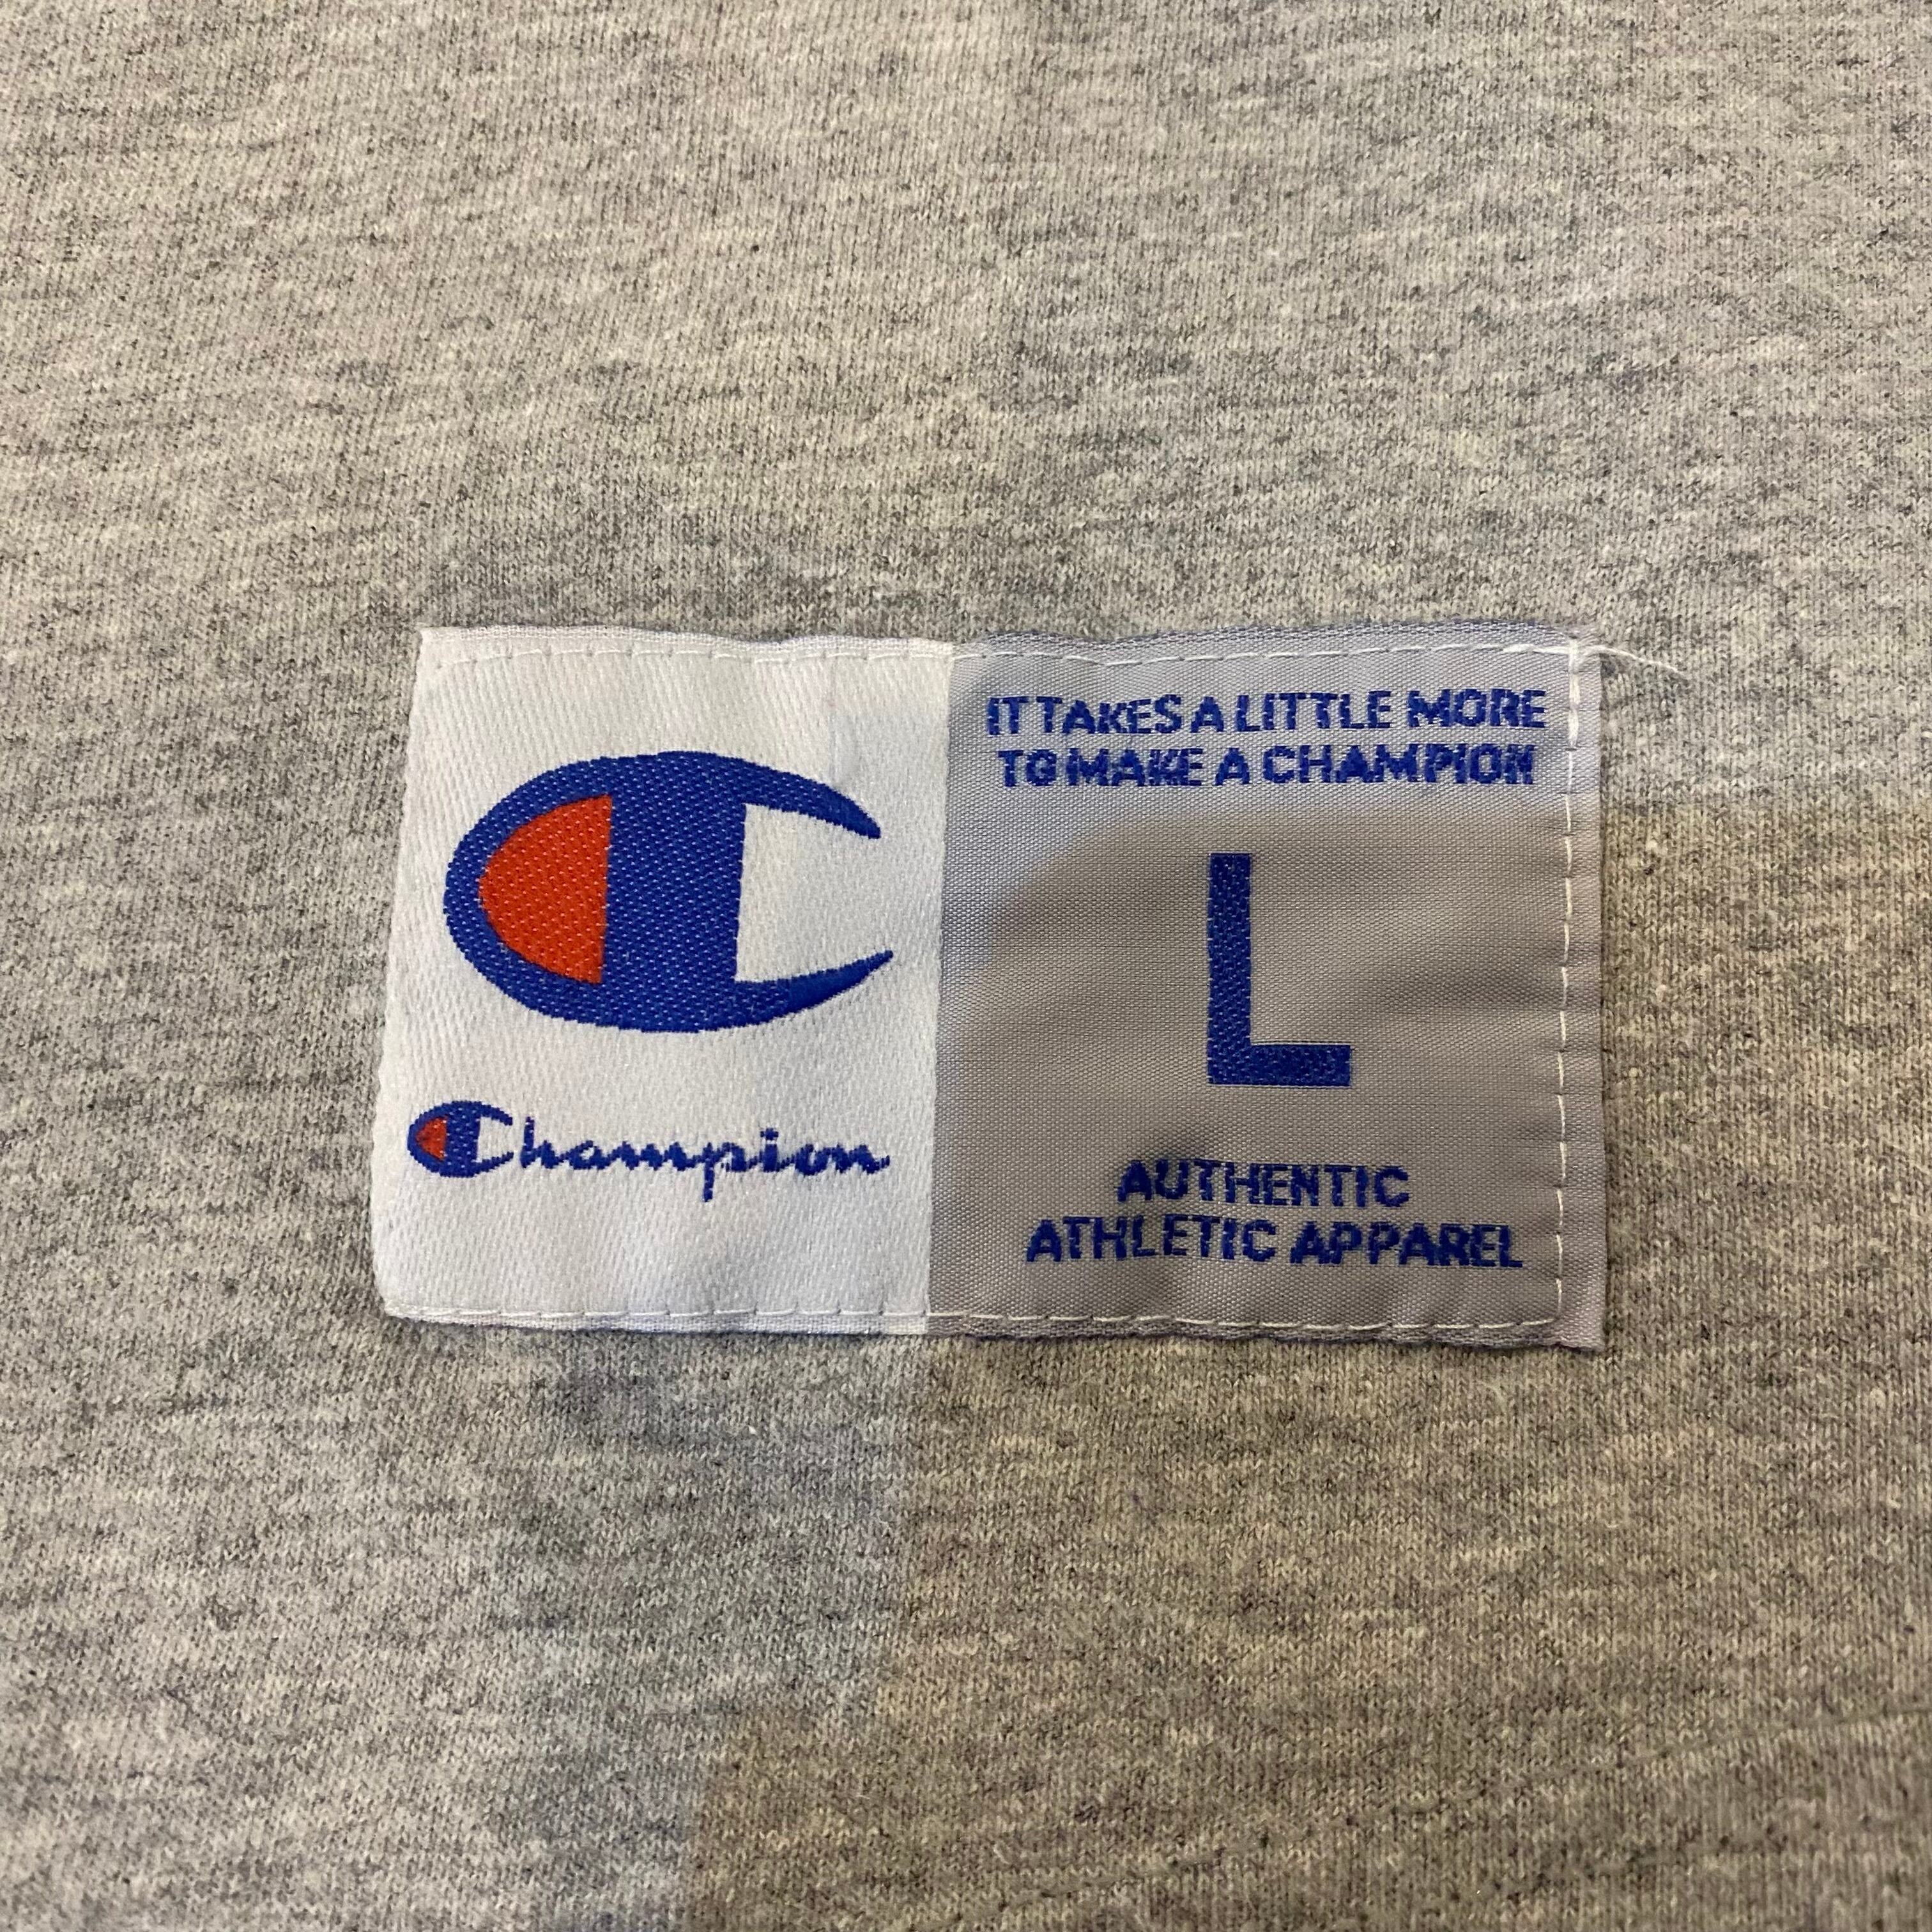 Champion
IT TAKES A LITTLE MORE
TO MAKE A CHAMPION
L
AUTHENTIC
ATHLETIC APPAREL